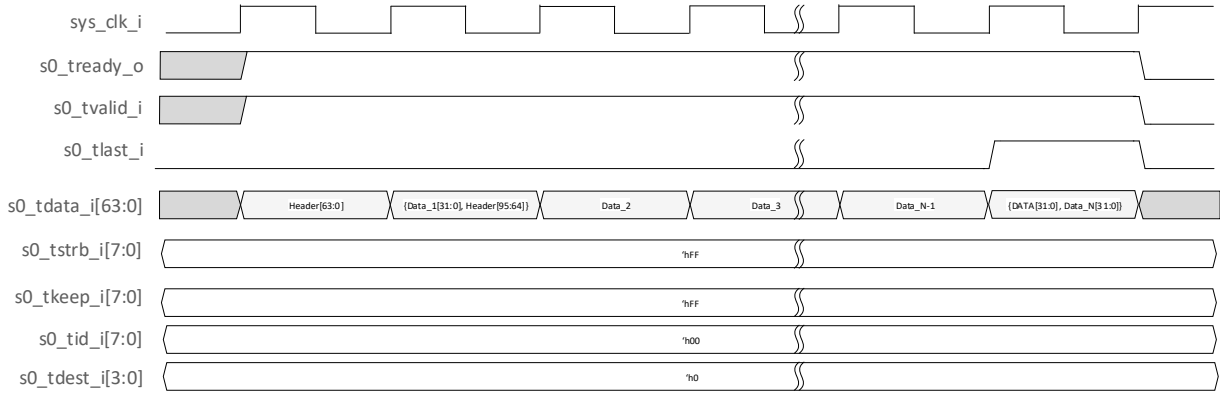 sys_clk_i
s0_tready_o
s0_tvalid_i
s0_tlast_i
s0_tdata_i[63:0] Header[63:0] {Data_1[31:0], Header[95:64]} Data_2 Data_3 Data_N-1 {DATA[31:0], Data_N[31:0]}
s0_tstrb_i[7:0] 'hFF
s0_tkeep_i[7:0] 'hFF
s0_tid_i[7:0] 'h00
s0_tdest_i[3:0] 'h0